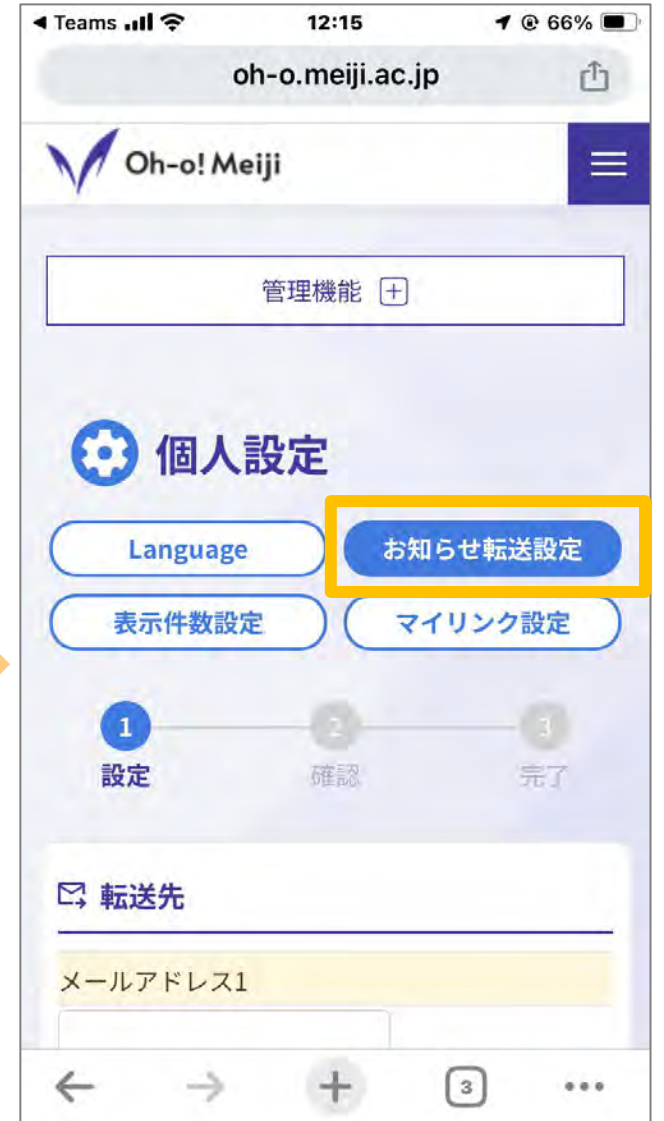 Teams 12:15 66%
oh-o.meiji.ac.jp
Oh-o! Meiji
管理機能
個人設定
Language お知らせ転送設定
表示件数設定 マイリンク設定
1 2 3
設定 確認 完了
転送先
メールアドレス1
3